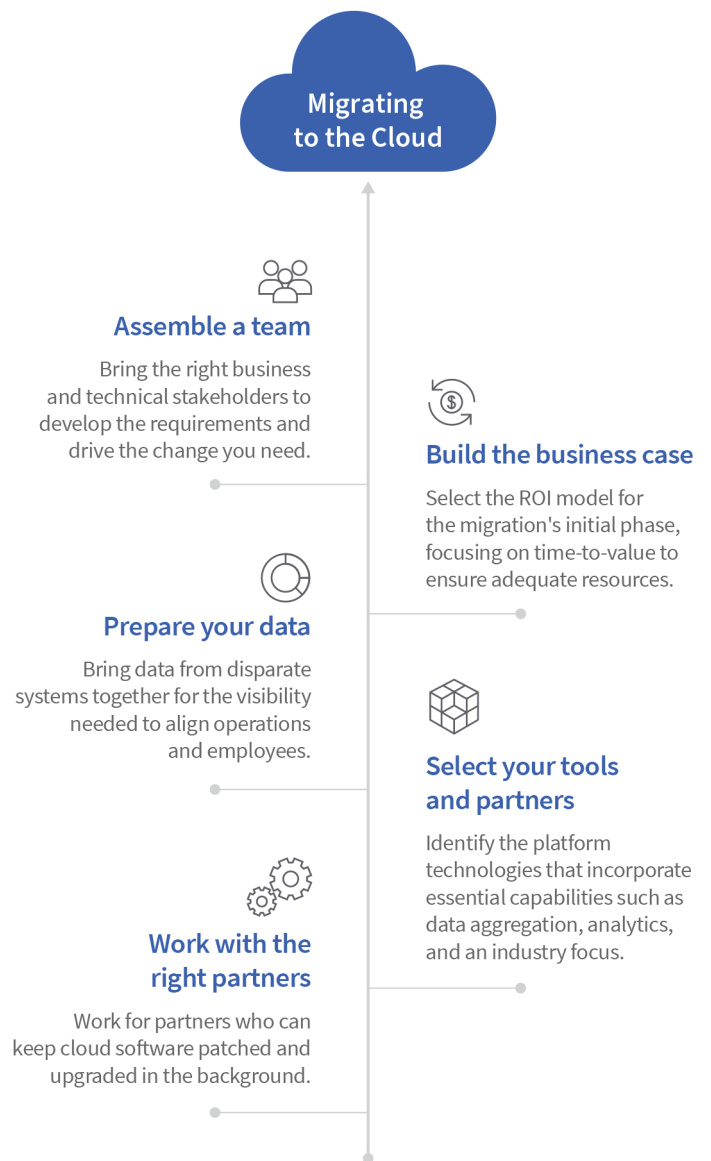 Migrating
to the Cloud
Assemble a team
Bring the right business
and technical stakeholders to
develop the requirements and
drive the change you need.
$
Build the business case
Select the ROI model for
the migration's initial phase,
focusing on time-to-value to
ensure adequate resources.
Prepare your data
Bring data from disparate
systems together for the visibility
needed to align operations
and employees.
Select your tools
and partners
Identify the platform
technologies that incorporate
essential capabilities such as
data aggregation, analytics,
and an industry focus.
Work with the
right partners
Work for partners who can
keep cloud software patched and
upgraded in the background.